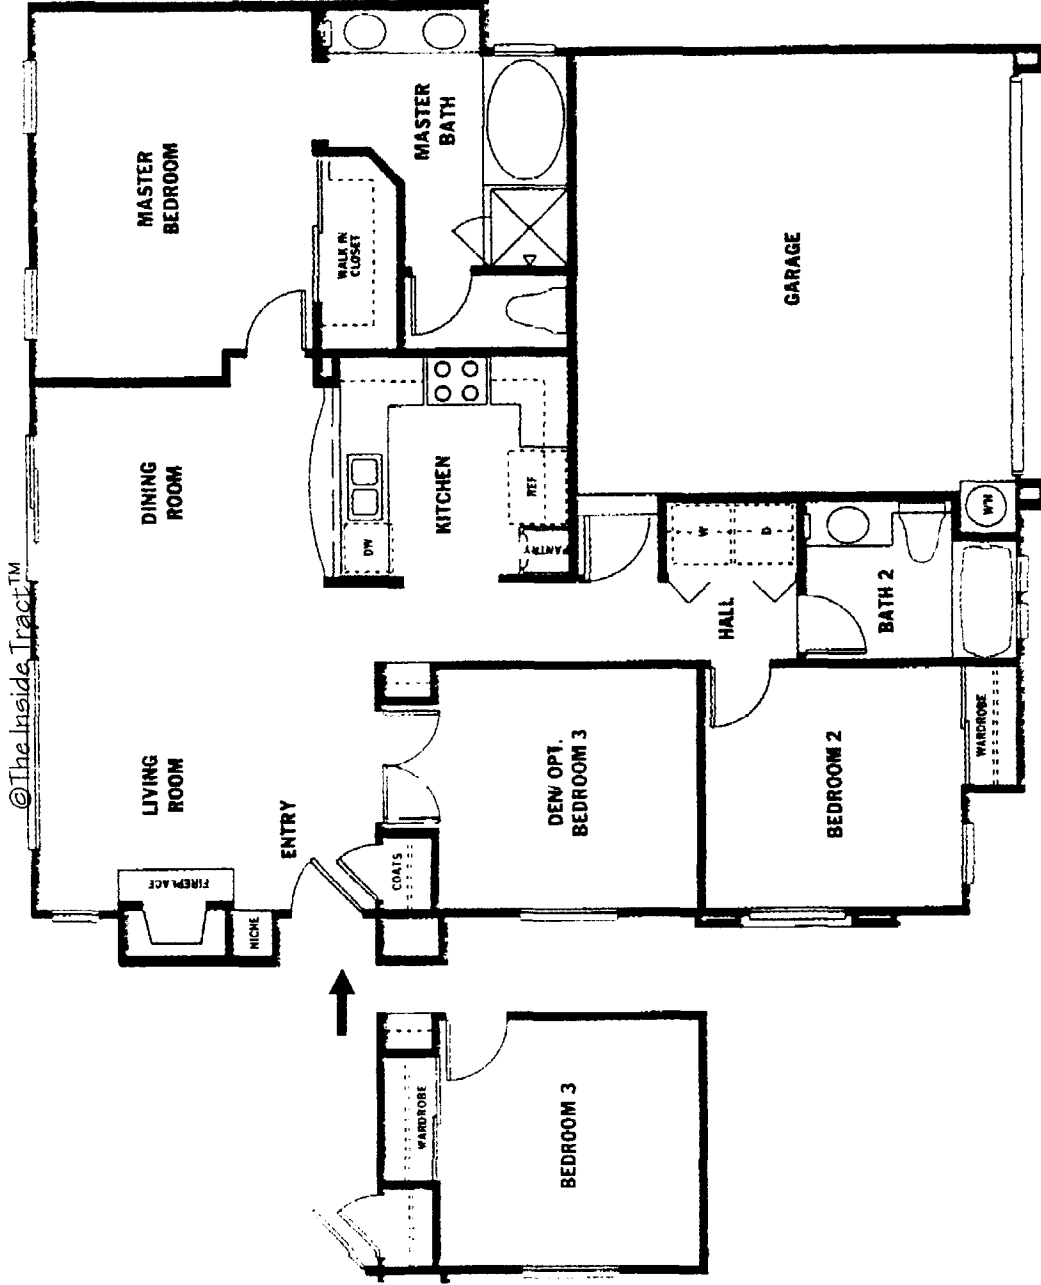 ©The Inside Tract™
MASTER
BEDROOM
MASTER
BATH
WALK IN
CLOSET
GARAGE
DINING
ROOM
KITCHEN
REF
DW
PANTRY
W
D
WH
HALL
BATH 2
LIVING
ROOM
ENTRY
FIREPLACE
NICHE
COATS
DEN/ OPT.
BEDROOM 3
BEDROOM 2
WARDROBE
WARDROBE
BEDROOM 3